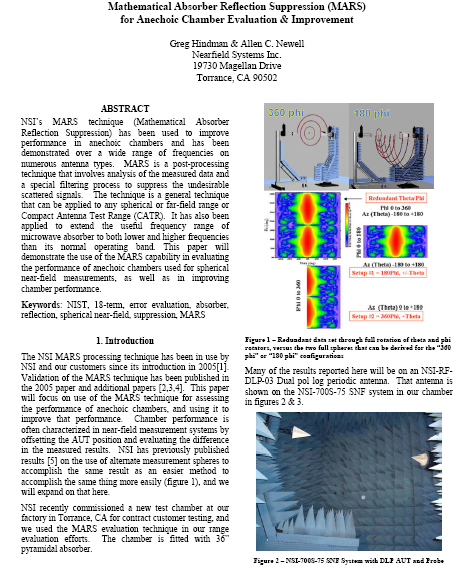 Mathematical Absorber Reflection Suppression (MARS)
for Anechoic Chamber Evaluation & Improvement
Greg Hindman & Allen C. Newell
Nearfield Systems Inc.
19730 Magellan Drive
Torrance, CA 90502
ABSTRACT
NSI's MARS technique (Mathematical Absorber
Reflection Suppression) has been used to improve
performance in anechoic chambers and has been
demonstrated over a wide range of frequencies on
numerous antenna types. MARS is a post-processing
technique that involves analysis of the measured data and
a special filtering process to suppress the undesirable
scattered signals. The technique is a general technique
that can be applied to any spherical or far-field range or
Compact Antenna Test Range (CATR). It has also been
applied to extend the useful frequency range of
microwave absorber to both lower and higher frequencies
than its normal operating band. This paper will
demonstrate the use of the MARS capability in evaluating
the performance of anechoic chambers used for spherical
near-field measurements, as well as in improving
chamber performance.
Keywords: NIST, 18-term, error evaluation, absorber,
reflection, spherical near-field, suppression, MARS
1. Introduction
The NSI MARS processing technique has been in use by
NSI and our customers since its introduction in 2005[1].
Validation of the MARS technique has been published in
the 2005 paper and additional papers [2,3,4]. This paper
will focus on use of the MARS technique for assessing
the performance of anechoic chambers, and using it to
improve that performance. Chamber performance is
often characterized in near-field measurement systems by
offsetting the AUT position and evaluating the difference
in the measured results. NSI has previously published
results [5] on the use of alternate measurement spheres to
accomplish the same result as an easier method to
accomplish the same thing more easily (figure 1), and we
will expand on that here.
NSI recently commissioned a new test chamber at our
factory in Torrance, CA for contract customer testing, and
we used the MARS evaluation technique in our range
evaluation efforts. The chamber is fitted with 36"
pyramidal absorber.
360 phi
180 phi
Redundant Theta/Phi
Phi 0 to 360
Az (Theta) -180 to +180
Phi 0 to 180
Az (Theta) -180 to +180
Setup #1 = 180Phi, +/- Theta
Phi 0 to 360
Az (Theta) 0 to +180
Setup #2 = 360Phi, +Theta
Figure 1 – Redundant data set through full rotation of theta and phi
rotators, versus the two full spheres that can be derived for the "360
phi" or "180 phi" configurations
Many of the results reported here will be on an NSI-RF-
DLP-03 Dual pol log periodic antenna. That antenna is
shown on the NSI-700S-75 SNF system in our chamber
in figures 2 & 3.
Figure 2 – NSI-700S-75 SNF System with DLP AUT and Probe